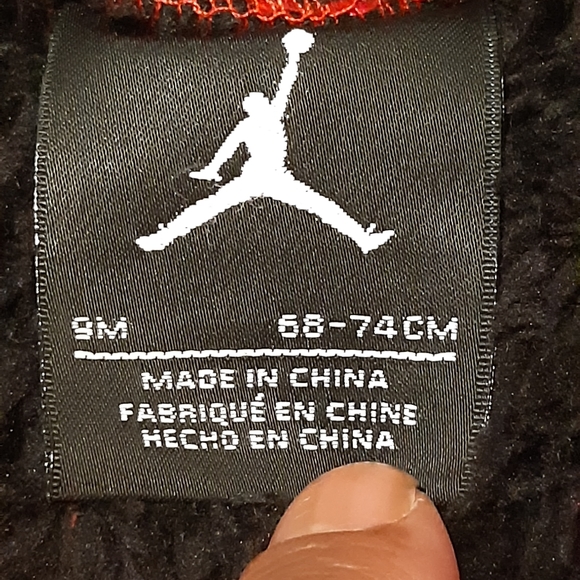 9M 68-74CM
MADE IN CHINA
FABRIQUÉ EN CHINE
HECHO EN CHINA